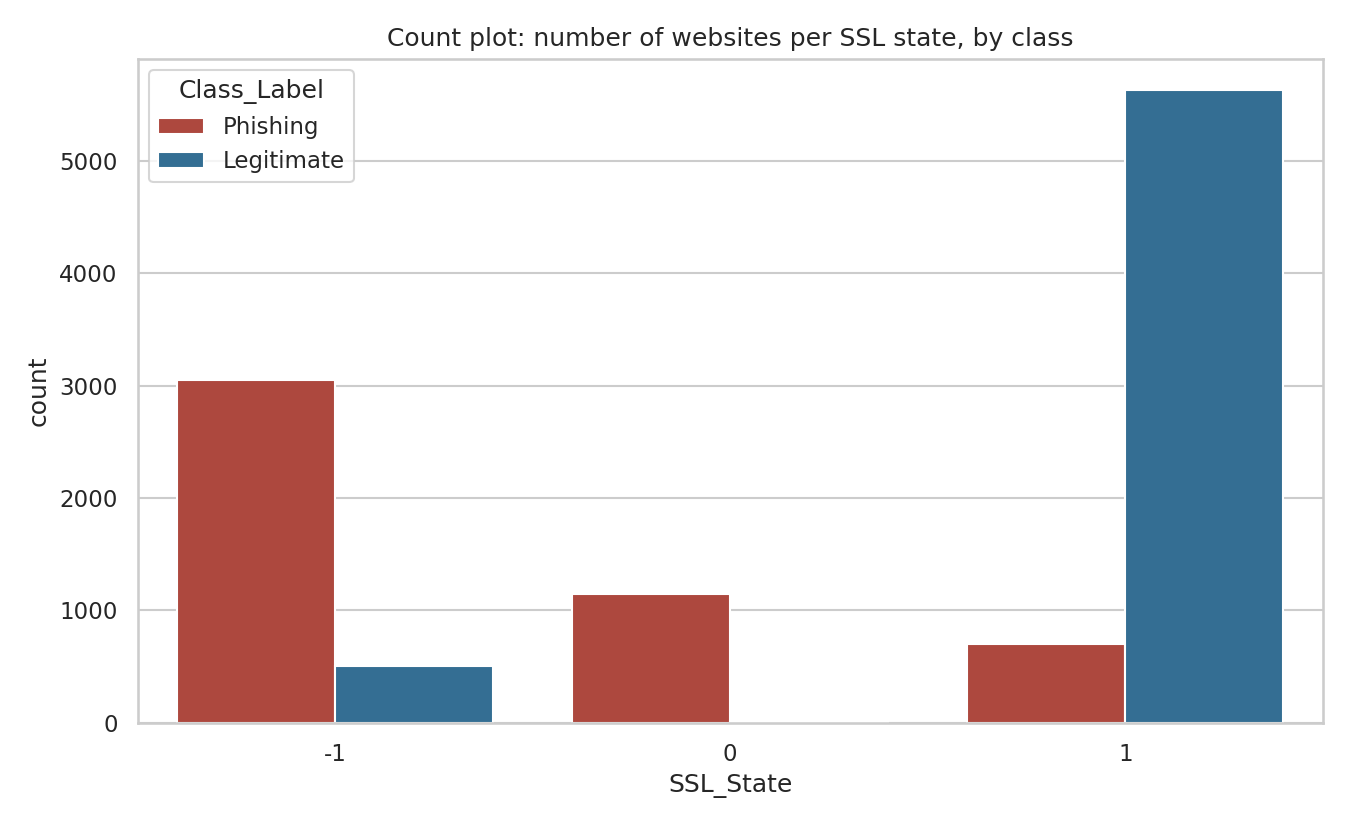 Count plot: number of websites per SSL state, by class
Class_Label
Phishing
Legitimate
count
5000
4000
3000
2000
1000
0
-1 0 1
SSL_State